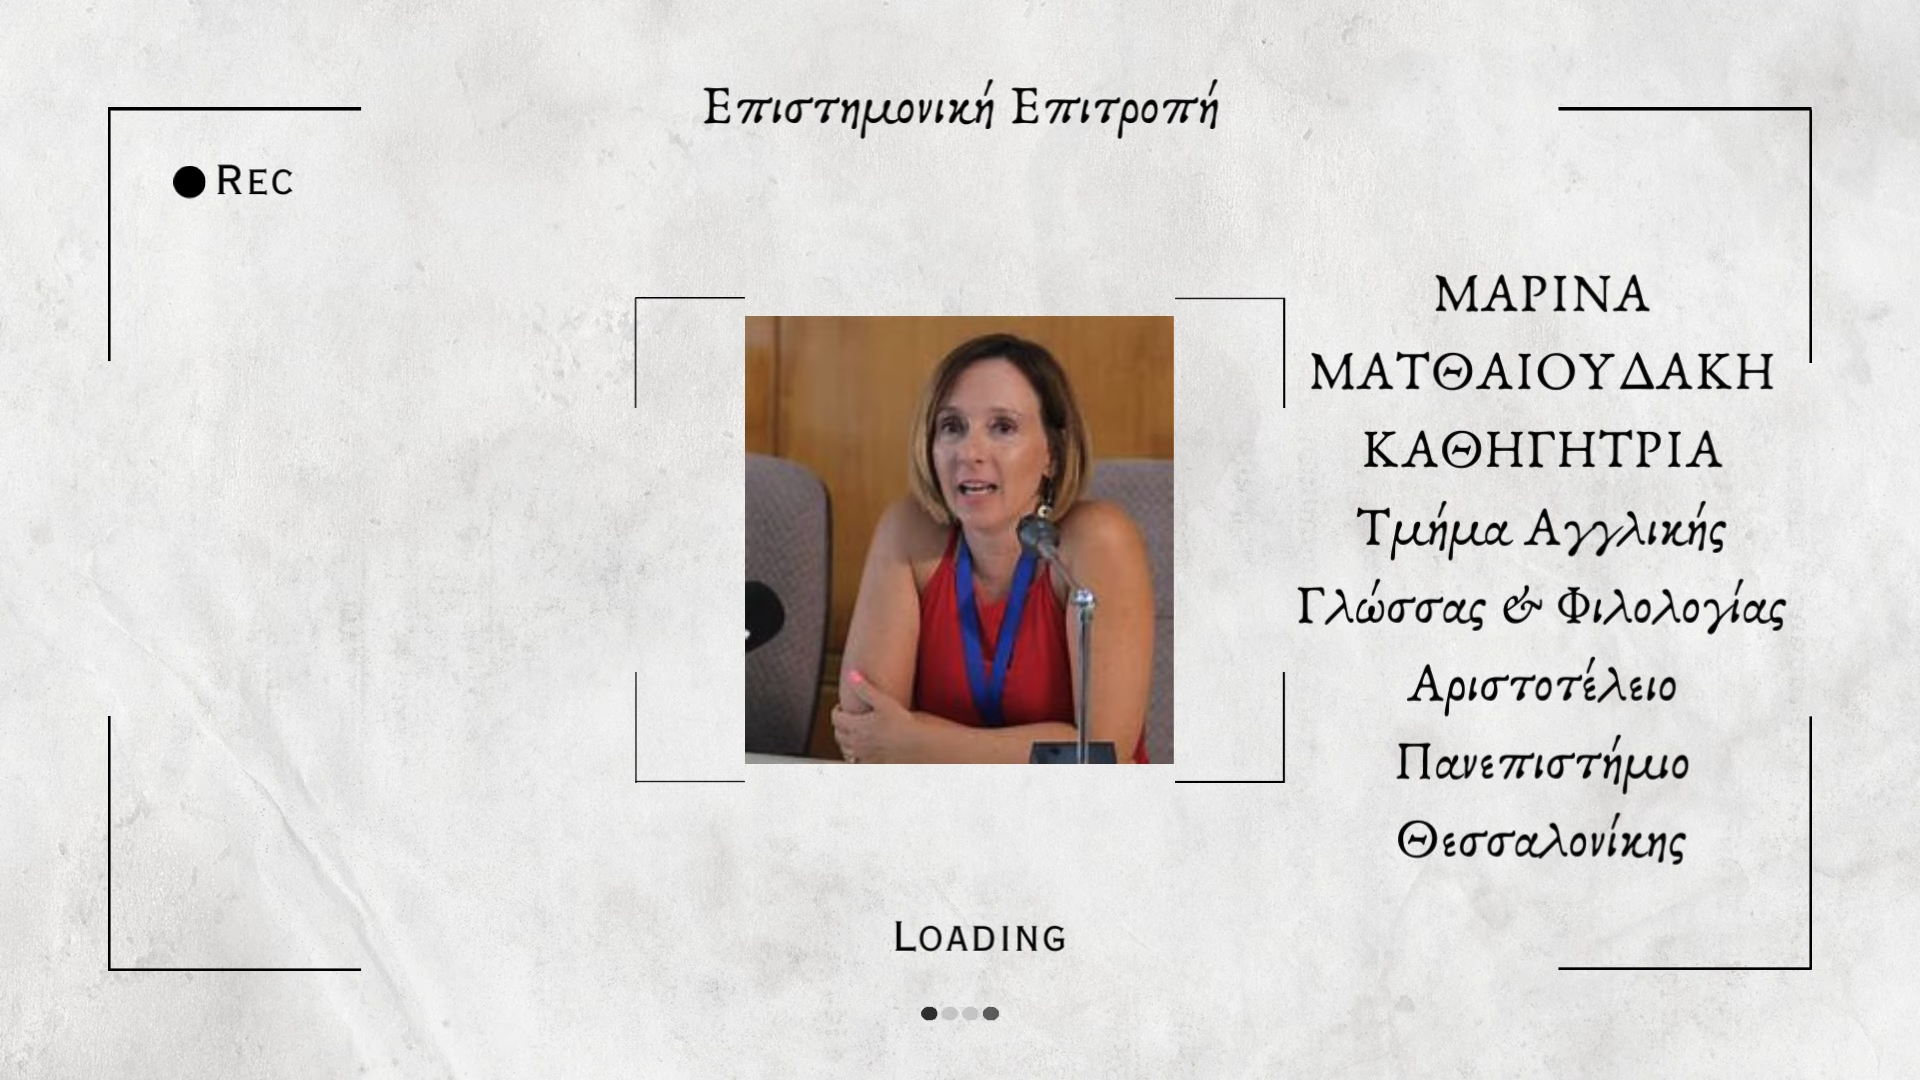 Επιστημονική Επιτροπή
REC
ΜΑΡΙΝΑ
ΜΑΤΘΑΙΟΥΔΑΚΗ
ΚΑΘΗΓΗΤΡΙΑ
Τμήμα Αγγλικής
Γλώσσας & Φιλολογίας
Αριστοτέλειο
Πανεπιστήμιο
Θεσσαλονίκης
LOADING